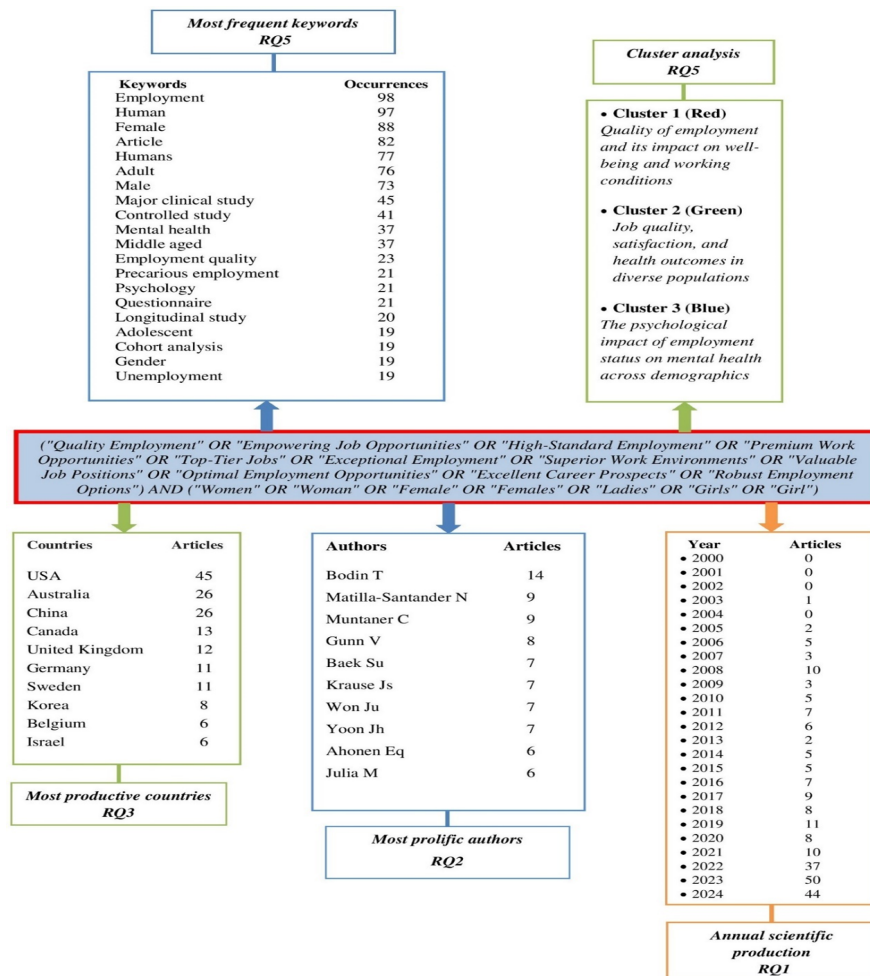 Most frequent keywords
RQ5
Keywords Occurrences
Employment 98
Human 97
Female 88
Article 82
Humans 77
Adult 76
Male 73
Major clinical study 45
Controlled study 41
Mental health 37
Middle aged 37
Employment quality 23
Precarious employment 21
Psychology 21
Questionnaire 21
Longitudinal study 20
Adolescent 19
Cohort analysis 19
Gender 19
Unemployment 19
Cluster analysis
RQ5
• Cluster 1 (Red)
Quality of employment
and its impact on well-
being and working
conditions
• Cluster 2 (Green)
Job quality,
satisfaction, and
health outcomes in
diverse populations
• Cluster 3 (Blue)
The psychological
impact of employment
status on mental health
across demographics
("Quality Employment" OR "Empowering Job Opportunities" OR "High-Standard Employment" OR "Premium Work
Opportunities" OR "Top-Tier Jobs" OR "Exceptional Employment" OR "Superior Work Environments" OR "Valuable
Job Positions" OR "Optimal Employment Opportunities" OR "Excellent Career Prospects" OR "Robust Employment
Options") AND ("Women" OR "Woman" OR "Female" OR "Females" OR "Ladies" OR "Girls" OR "Girl")
Countries Articles
USA 45
Australia 26
China 26
Canada 13
United Kingdom 12
Germany 11
Sweden 11
Korea 8
Belgium 6
Israel 6
Most productive countries
RQ3
Authors Articles
Bodin T 14
Matilla-Santander N 9
Muntaner C 9
Gunn V 8
Baek Su 7
Krause Js 7
Won Ju 7
Yoon Jh 7
Ahonen Eq 6
Julia M 6
Most prolific authors
RQ2
Year Articles
• 2000 0
• 2001 0
• 2002 0
• 2003 1
• 2004 0
• 2005 2
• 2006 5
• 2007 3
• 2008 10
• 2009 3
• 2010 5
• 2011 7
• 2012 6
• 2013 2
• 2014 5
• 2015 5
• 2016 7
• 2017 9
• 2018 8
• 2019 11
• 2020 8
• 2021 10
• 2022 37
• 2023 50
• 2024 44
Annual scientific
production
RQ1